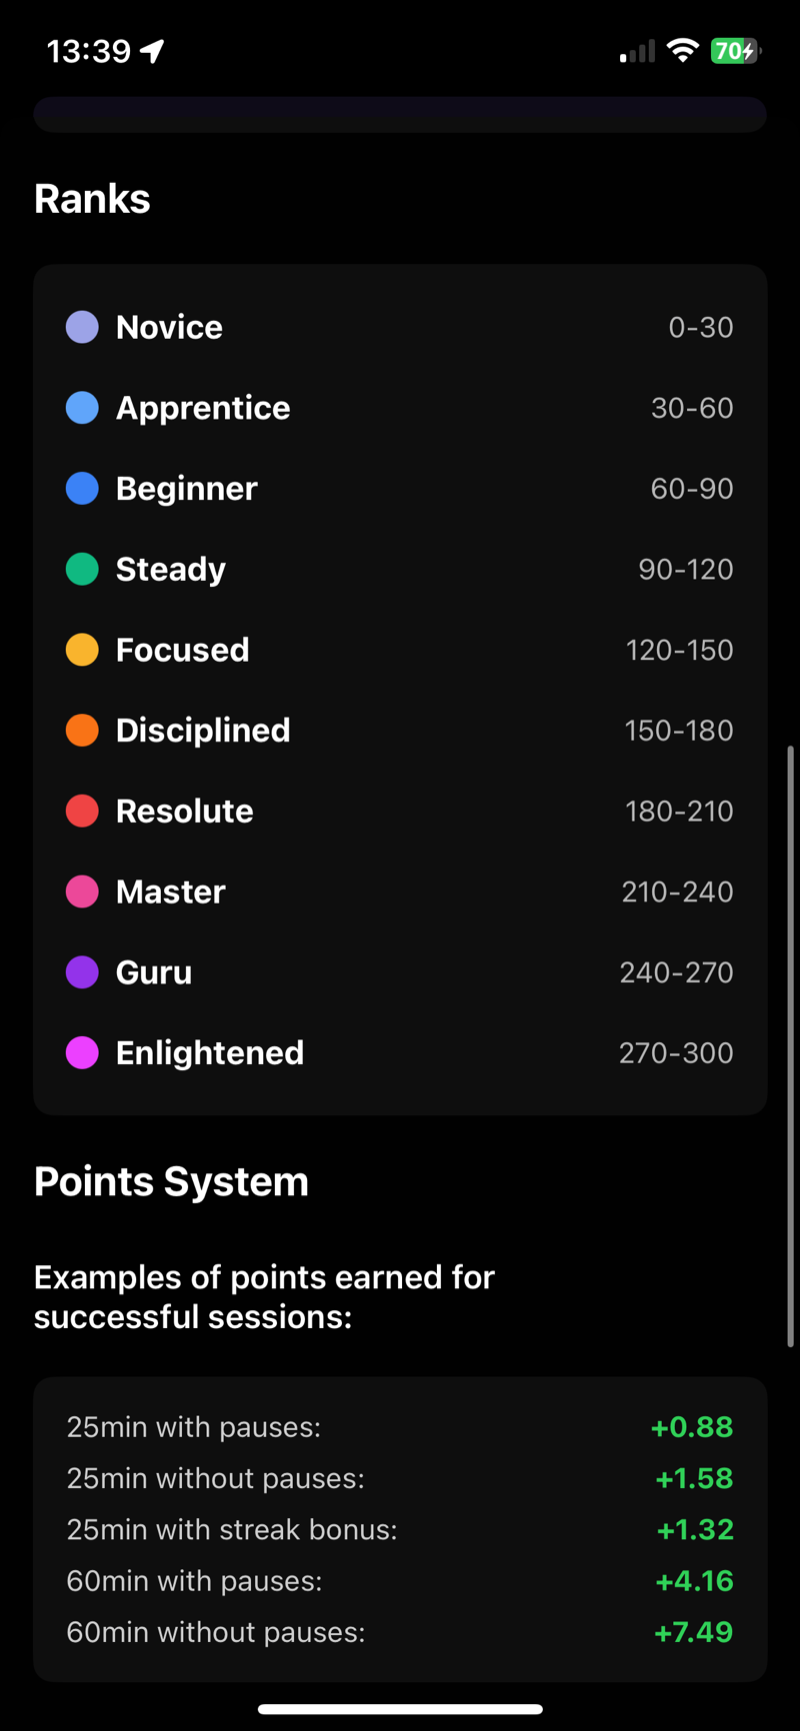 13:39
70
Ranks
Novice 0-30
Apprentice 30-60
Beginner 60-90
Steady 90-120
Focused 120-150
Disciplined 150-180
Resolute 180-210
Master 210-240
Guru 240-270
Enlightened 270-300
Points System
Examples of points earned for
successful sessions:
25min with pauses: +0.88
25min without pauses: +1.58
25min with streak bonus: +1.32
60min with pauses: +4.16
60min without pauses: +7.49